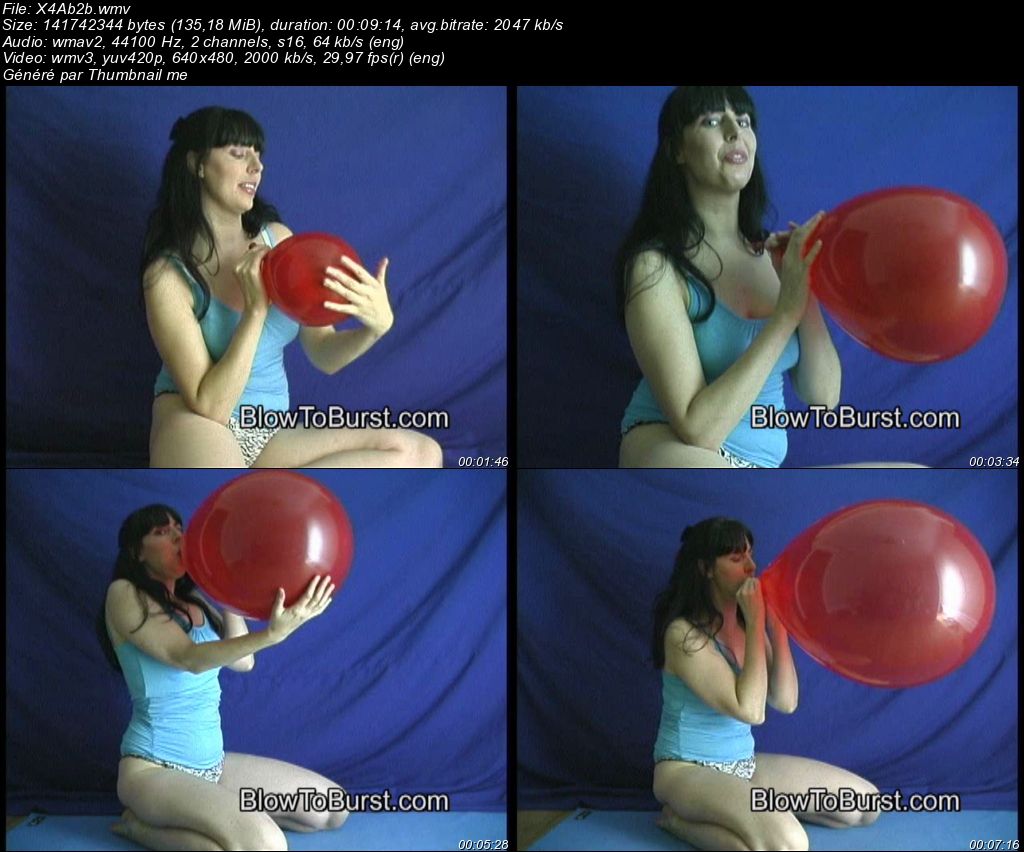 File: X4Ab2b.wmv
Size: 141742344 bytes (135,18 MiB), duration: 00:09:14, avg.bitrate: 2047 kb/s
Audio: wmav2, 44100 Hz, 2 channels, s16, 64 kb/s (eng)
Video: wmv3, yuv420p, 640x480, 2000 kb/s, 29,97 fps(r) (eng)
Généré par Thumbnail me
BlowToBurst.com
00:01:46
BlowToBurst.com
00:03:34
BlowToBurst.com
00:05:28
BlowToBurst.com
00:07:16